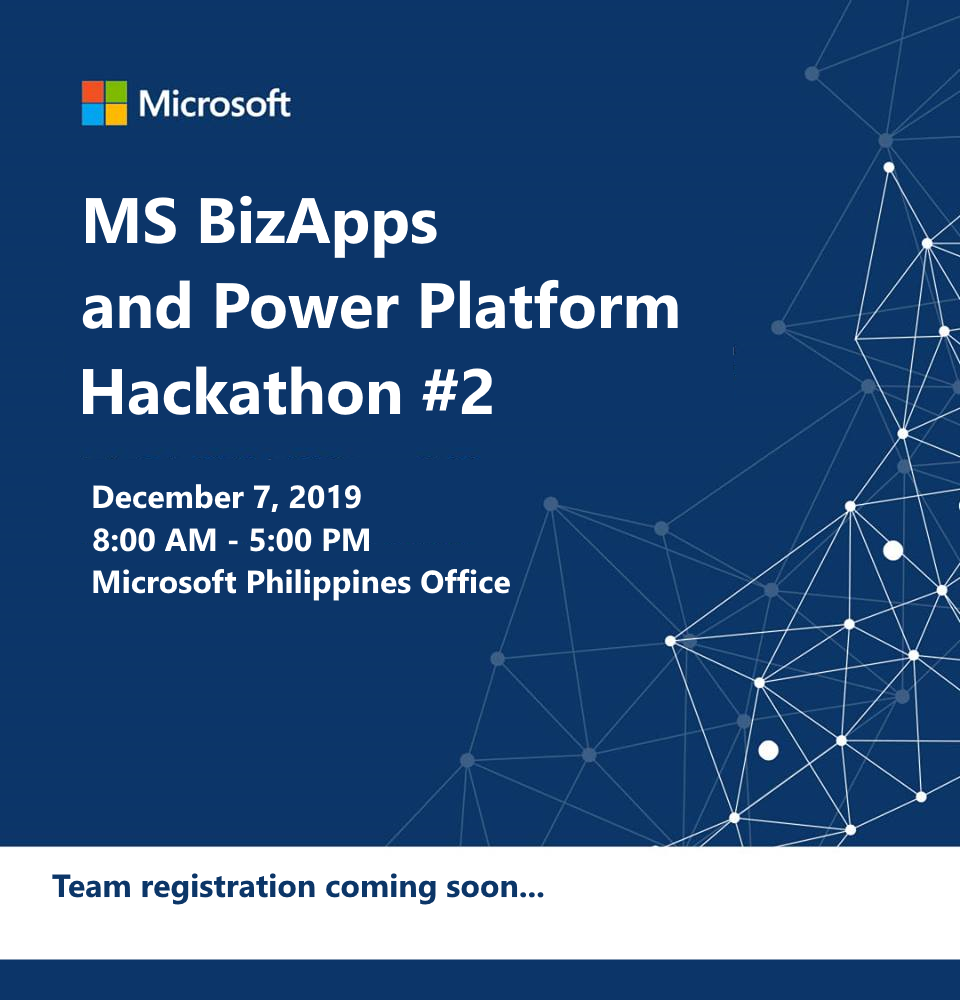 Microsoft
MS BizApps
and Power Platform
Hackathon #2
December 7, 2019
8:00 AM - 5:00 PM
Microsoft Philippines Office
Team registration coming soon...